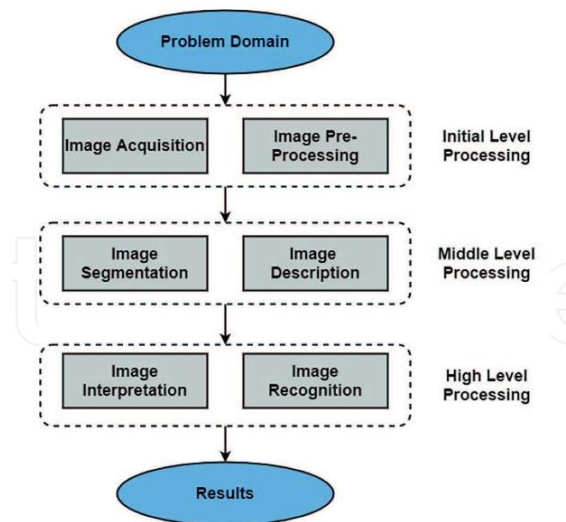 Problem Domain
Image Acquisition
Image Pre-
Processing
Initial Level
Processing
Image
Segmentation
Image
Description
Middle Level
Processing
Image
Interpretation
Image
Recognition
High Level
Processing
Results